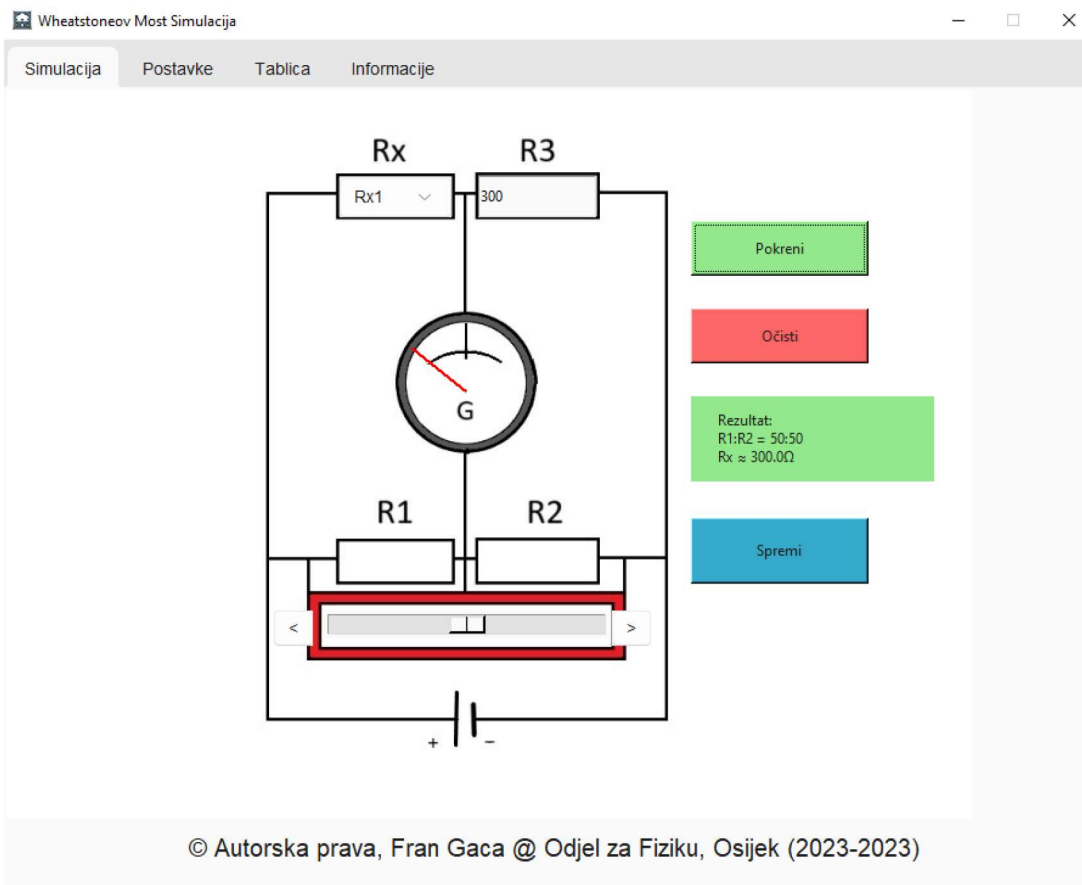 Wheatstoneov Most Simulacija
Simulacija Postavke Tablica Informacije
Rx R3
Rx1 300
Pokreni
Očisti
G
Rezultat:
R1:R2 = 50:50
Rx ≈ 300.0Ω
R1 R2
Spremi
< >
+ −
© Autorska prava, Fran Gaca @ Odjel za Fiziku, Osijek (2023-2023)